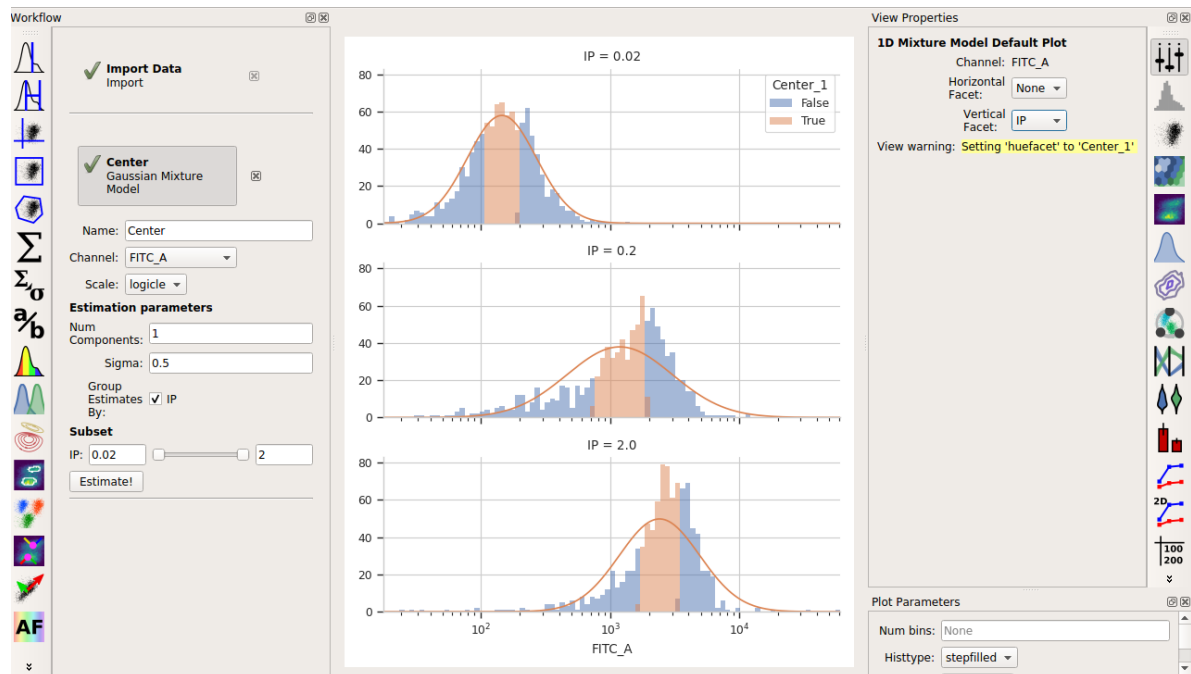 Workflow
Import Data
Import
Center
Gaussian Mixture
Model
Name: Center
Channel: FITC_A
Scale: logicle
Estimation parameters
Num
Components: 1
Sigma: 0.5
Group
Estimates
By:
IP
Subset
IP: 0.02 2
Estimate!
Σ
Σ,σ
a/b
AF
IP = 0.02
80
60
40
20
0
Center_1
False
True
IP = 0.2
80
60
40
20
0
IP = 2.0
80
60
40
20
0
10² 10³ 10⁴
FITC_A
View Properties
1D Mixture Model Default Plot
Channel: FITC_A
Horizontal
Facet: None
Vertical
Facet: IP
View warning: Setting 'huefacet' to 'Center_1'
2D
100
200
Plot Parameters
Num bins: None
Histtype: stepfilled